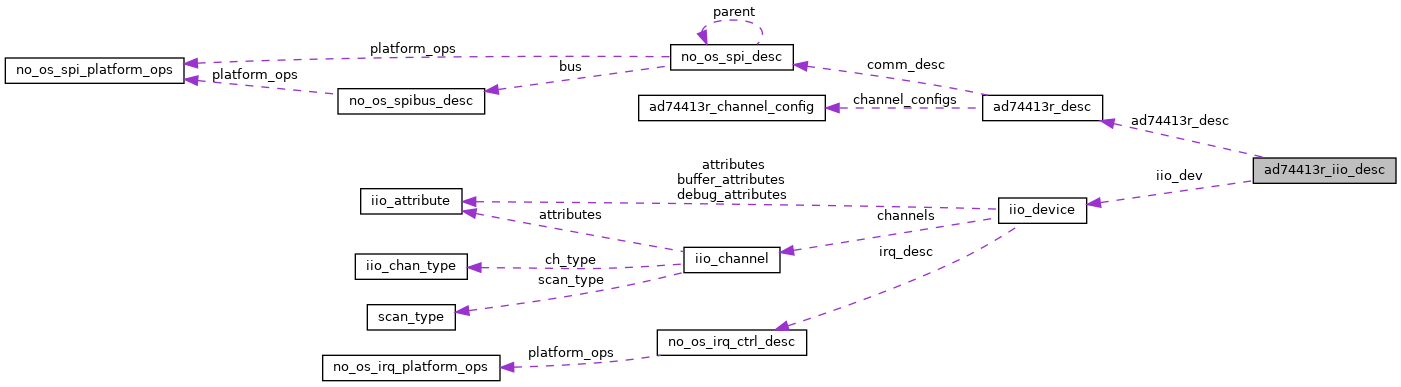 parent
platform_ops
no_os_spi_desc
no_os_spi_platform_ops
platform_ops
bus
comm_desc
no_os_spibus_desc
ad74413r_channel_config
channel_configs
ad74413r_desc
ad74413r_desc
attributes
buffer_attributes
debug_attributes
iio_dev
ad74413r_iio_desc
iio_attribute
attributes
channels
iio_device
irq_desc
iio_chan_type
ch_type
iio_channel
scan_type
scan_type
no_os_irq_ctrl_desc
platform_ops
no_os_irq_platform_ops